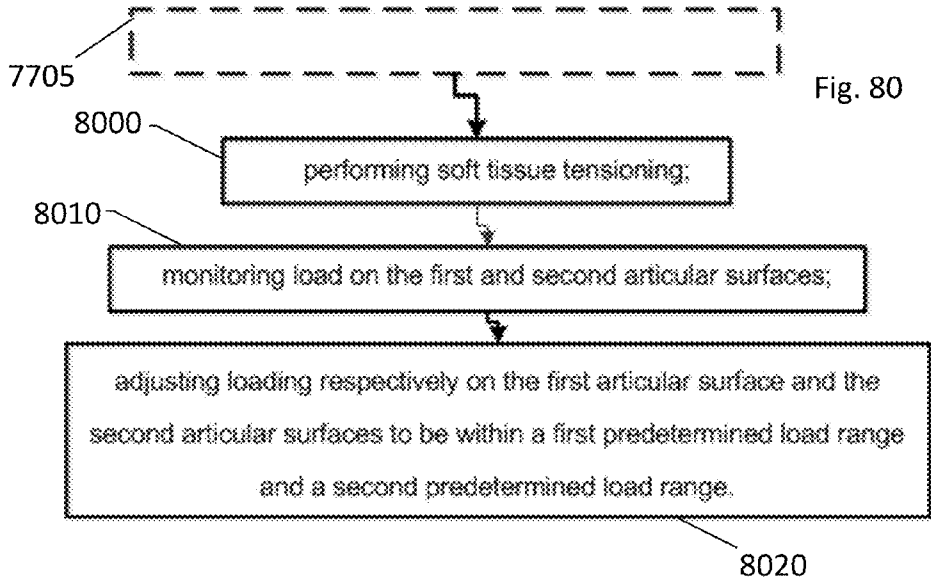 7705
Fig. 80
8000
performing soft tissue tensioning;
8010
monitoring load on the first and second articular surfaces;
adjusting loading respectively on the first articular surface and the
second articular surfaces to be within a first predetermined load range
and a second predetermined load range.
8020